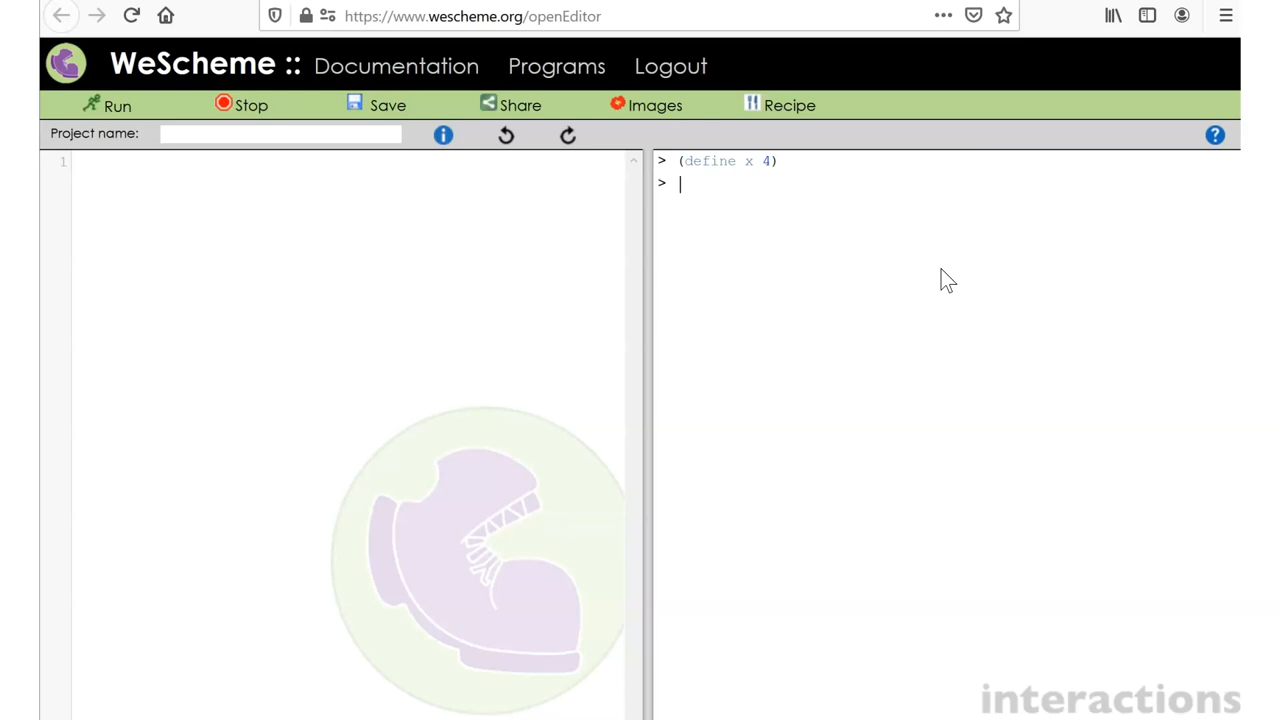 https://www.wescheme.org/openEditor
WeScheme :: Documentation Programs Logout
Run Stop Save Share Images Recipe
Project name:
1
> (define x 4)
>
interactions